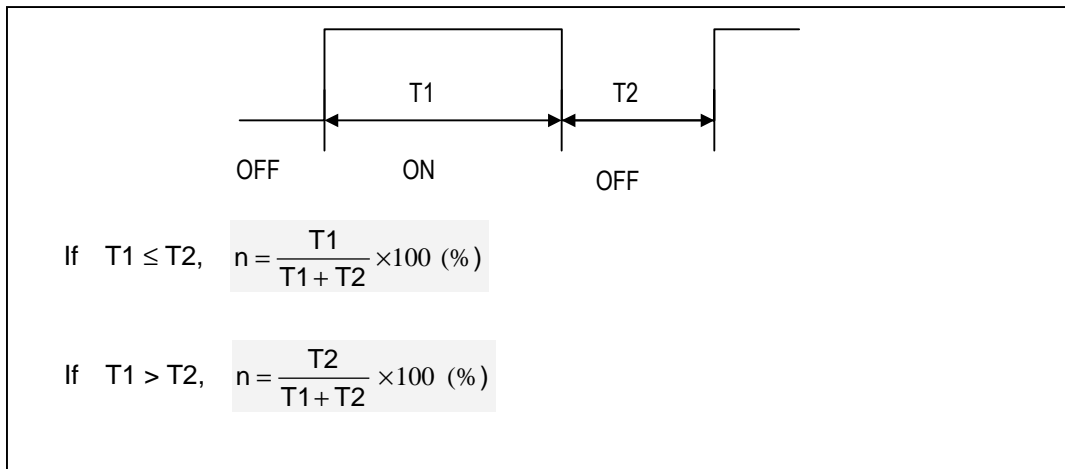 T1 T2
OFF ON OFF
If T1 ≤ T2, n = T1 / (T1 + T2) ×100 (%)
If T1 > T2, n = T2 / (T1 + T2) ×100 (%)